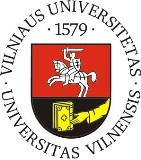 VILNIAUS UNIVERSITETAS
· 1579 ·
UNIVERSITAS VILNENSIS